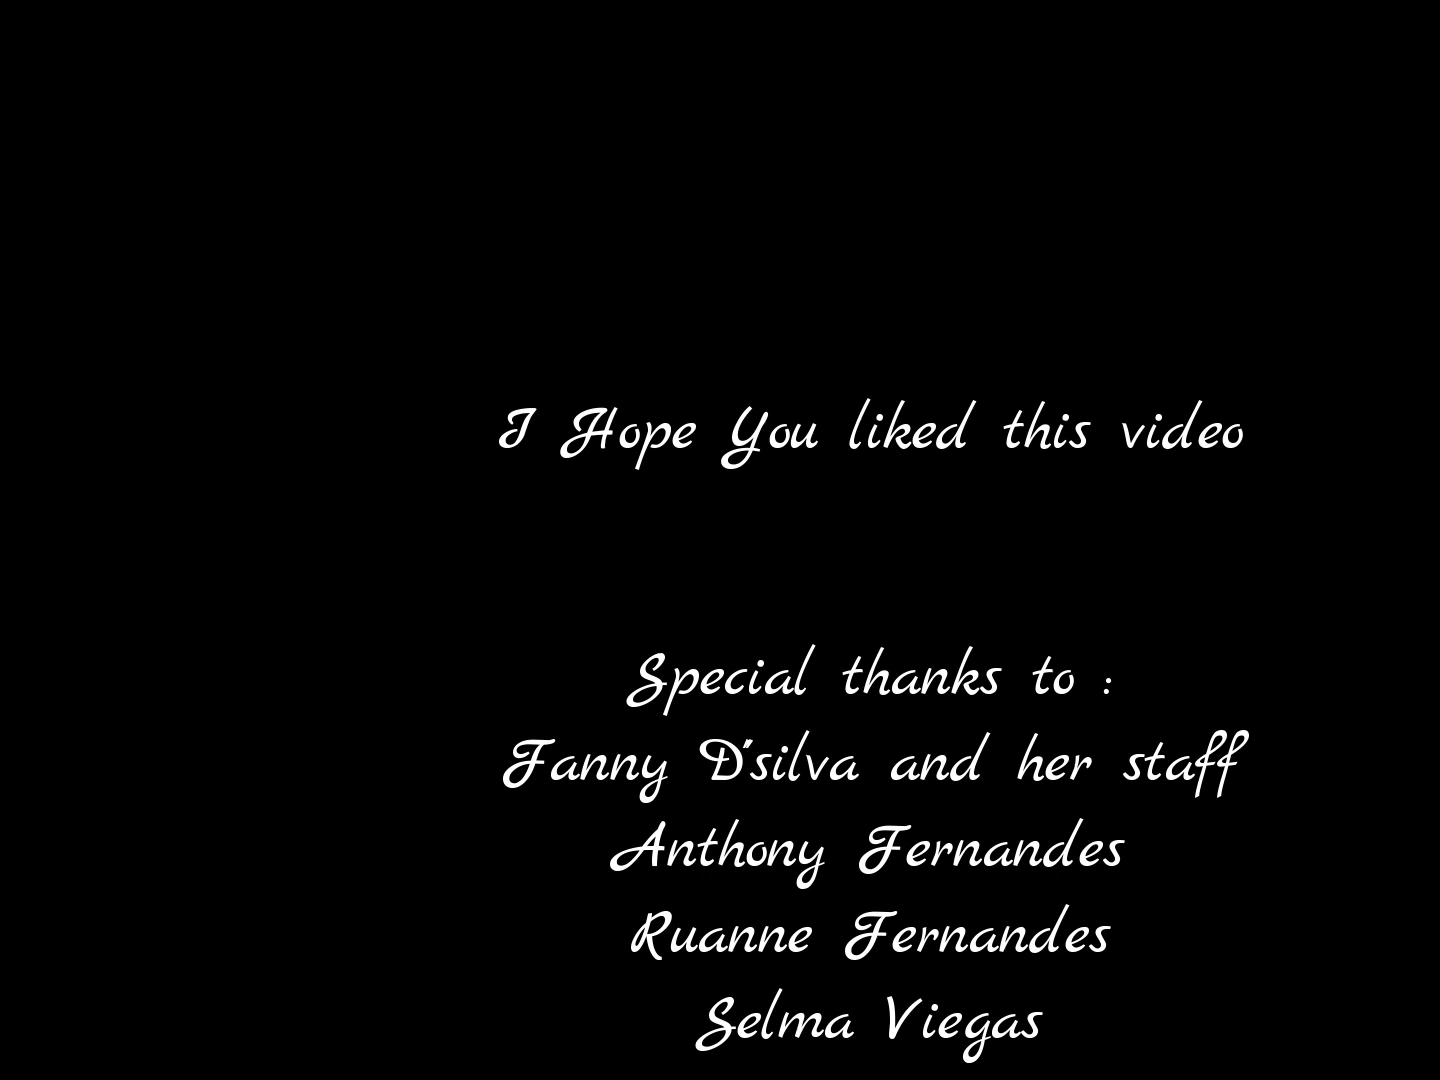 I Hope You liked this video
Special thanks to :
Fanny D'silva and her staff
Anthony Fernandes
Ruanne Fernandes
Selma Viegas